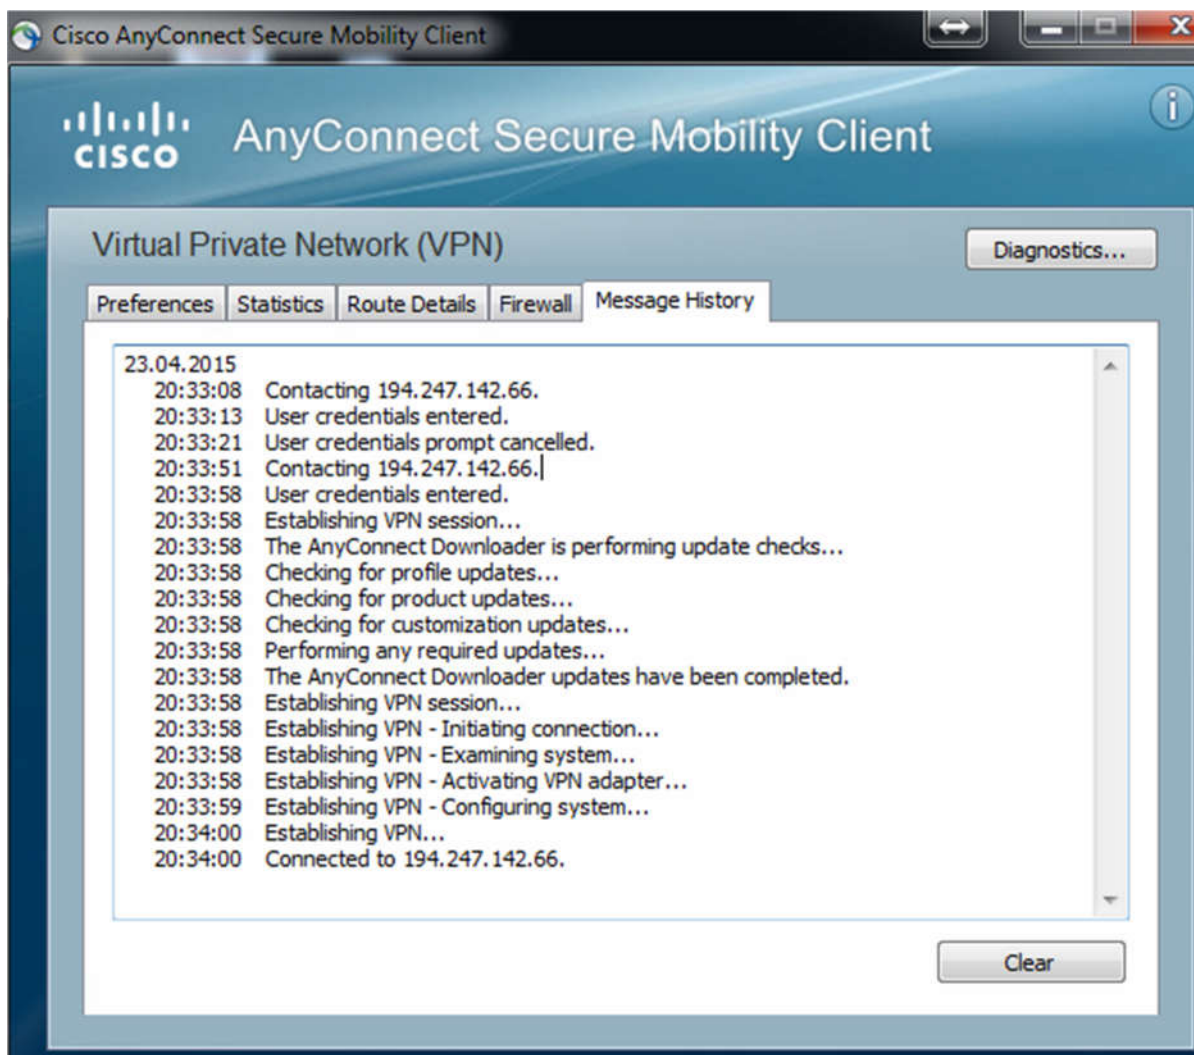 Cisco AnyConnect Secure Mobility Client
CISCO
AnyConnect Secure Mobility Client
Virtual Private Network (VPN)
Diagnostics...
Preferences Statistics Route Details Firewall Message History
23.04.2015
20:33:08 Contacting 194.247.142.66.
20:33:13 User credentials entered.
20:33:21 User credentials prompt cancelled.
20:33:51 Contacting 194.247.142.66.
20:33:58 User credentials entered.
20:33:58 Establishing VPN session...
20:33:58 The AnyConnect Downloader is performing update checks...
20:33:58 Checking for profile updates...
20:33:58 Checking for product updates...
20:33:58 Checking for customization updates...
20:33:58 Performing any required updates...
20:33:58 The AnyConnect Downloader updates have been completed.
20:33:58 Establishing VPN session...
20:33:58 Establishing VPN - Initiating connection...
20:33:58 Establishing VPN - Examining system...
20:33:58 Establishing VPN - Activating VPN adapter...
20:33:59 Establishing VPN - Configuring system...
20:34:00 Establishing VPN...
20:34:00 Connected to 194.247.142.66.
Clear